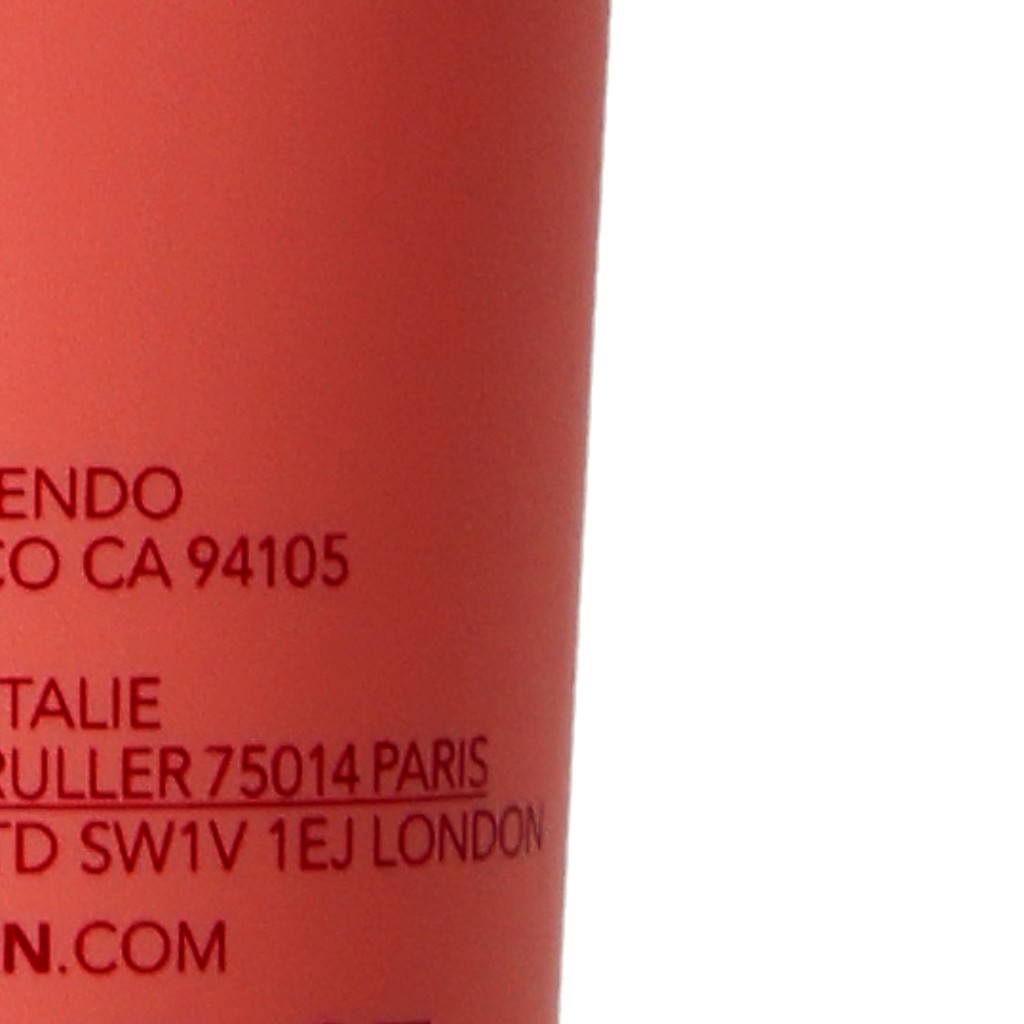 ENDO
CO CA 94105
TALIE
RULLER 75014 PARIS
TD SW1V 1EJ LONDON
N.COM